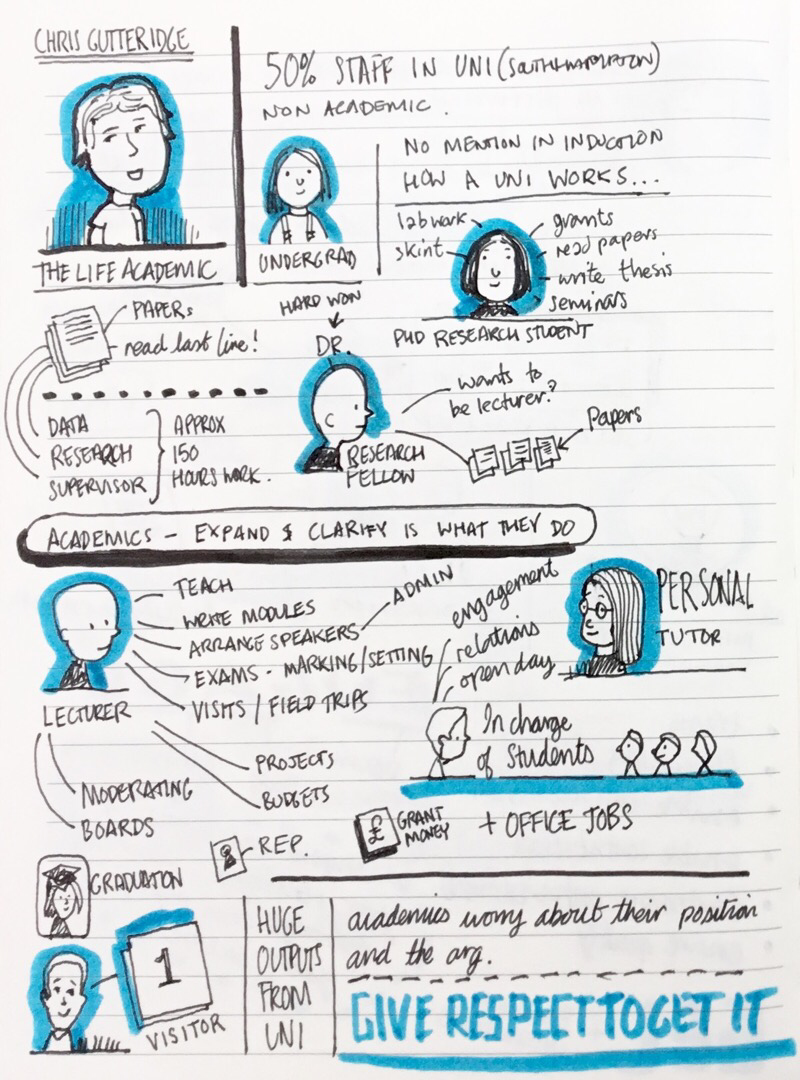 CHRIS GUTTERIDGE
THE LIFE ACADEMIC
50% STAFF IN UNI (SOUTHAMPTON)
NON ACADEMIC.
UNDERGRAD
NO MENTION IN INDUCTION
HOW A UNI WORKS...
lab work
skint
grants
read papers
write thesis
seminars
PHD RESEARCH STUDENT
PAPERs
read last line!
DATA
RESEARCH
SUPERVISOR
APPROX
150
HOURS WORK.
HARD WON
DR.
RESEARCH
FELLOW
wants to
be lecturer?
Papers
ACADEMICS - EXPAND & CLARIFY IS WHAT THEY DO
LECTURER
TEACH
WRITE MODULES
ARRANGE SPEAKERS
ADMIN
EXAMS - MARKING/SETTING
VISITS / FIELD TRIPS
PROJECTS
BUDGETS
MODERATING
BOARDS
engagement
relations
open day
PERSONAL
TUTOR
In charge
of Students
REP.
£
GRANT
MONEY
+ OFFICE JOBS
GRADUATION
1
VISITOR
HUGE
OUTPUTS
FROM
UNI
academics worry about their position
and the org.
GIVE RESPECT TO GET IT